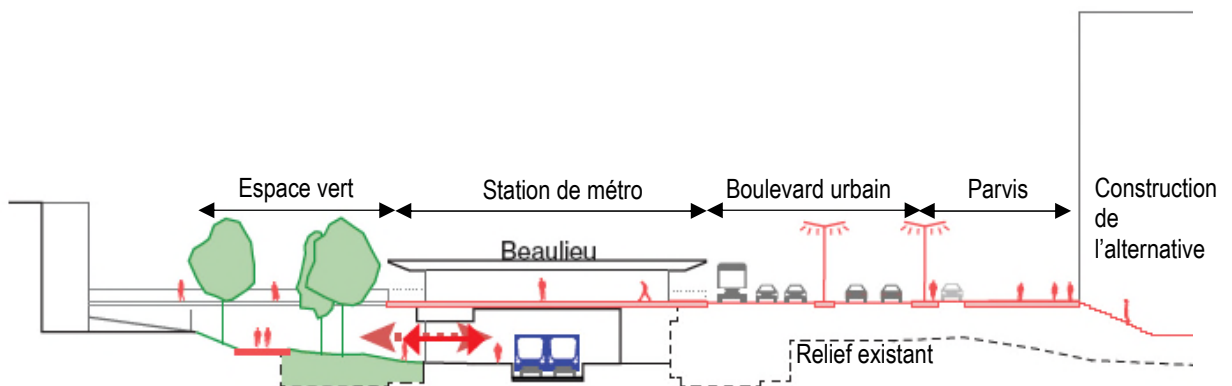 Espace vert
Station de métro
Boulevard urbain
Parvis
Construction
de
l’alternative
Beaulieu
Relief existant